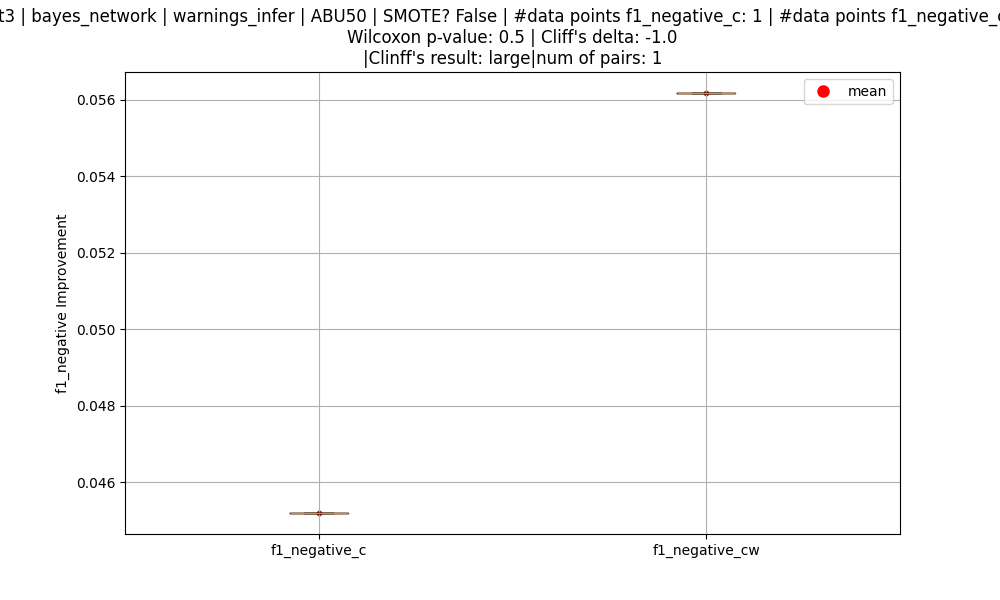 | bayes_network | warnings_infer | ABU50 | SMOTE? False | #data points f1_negative_c: 1 | #data points
Wilcoxon p-value: 0.5 | Cliff's delta: -1.0
|Clinff's result: large|num of pairs: 1
mean
0.056
0.054
0.052
0.050
0.048
0.046
f1_negative Improvement
f1_negative_c
f1_negative_cw